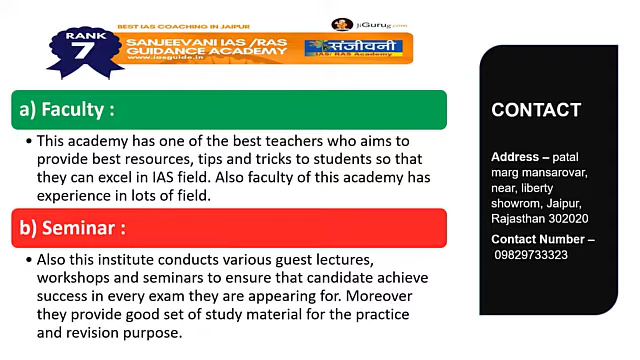 BEST IAS COACHING IN JAIPUR
JiGurug.com
RANK
7
SANJEEVANI IAS /RAS
GUIDANCE ACADEMY
www.iasguide.in
संजीवनी
IAS/ RAS Academy
a) Faculty :
• This academy has one of the best teachers who aims to
provide best resources, tips and tricks to students so that
they can excel in IAS field. Also faculty of this academy has
experience in lots of field.
b) Seminar :
• Also this institute conducts various guest lectures,
workshops and seminars to ensure that candidate achieve
success in every exam they are appearing for. Moreover
they provide good set of study material for the practice
and revision purpose.
CONTACT
Address – patal
marg mansarovar,
near, liberty
showrom, Jaipur,
Rajasthan 302020
Contact Number –
09829733323